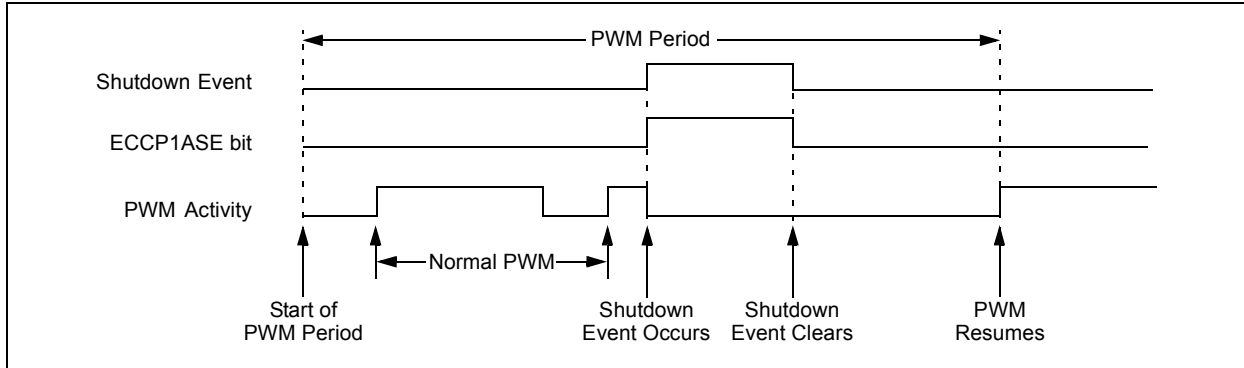 PWM Period
Shutdown Event
ECCP1ASE bit
PWM Activity
Normal PWM
Start of
PWM Period
Shutdown
Event Occurs
Shutdown
Event Clears
PWM
Resumes